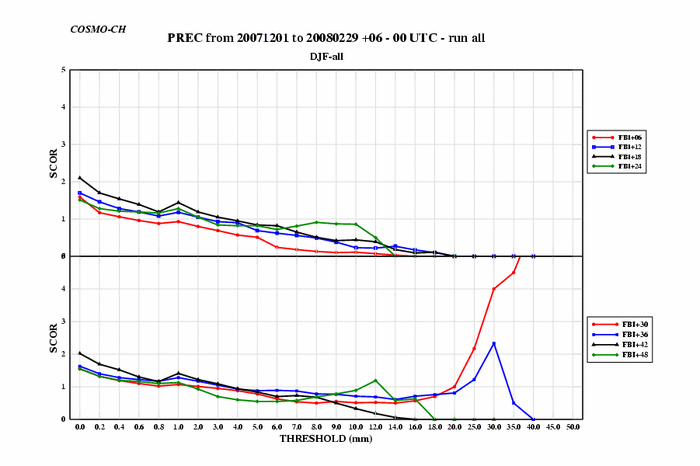 COSMO-CH
PREC from 20071201 to 20080229 +06 - 00 UTC - run all
DJF-all
5
4
3
2
1
0
SCOR
FBI+06
FBI+12
FBI+18
FBI+24
4
3
2
1
0
SCOR
FBI+30
FBI+36
FBI+42
FBI+48
0.0 0.2 0.4 0.6 0.8 1.0 2.0 3.0 4.0 5.0 6.0 7.0 8.0 9.0 10.0 12.0 14.0 16.0 18.0 20.0 25.0 30.0 35.0 40.0 45.0 50.0
THRESHOLD (mm)